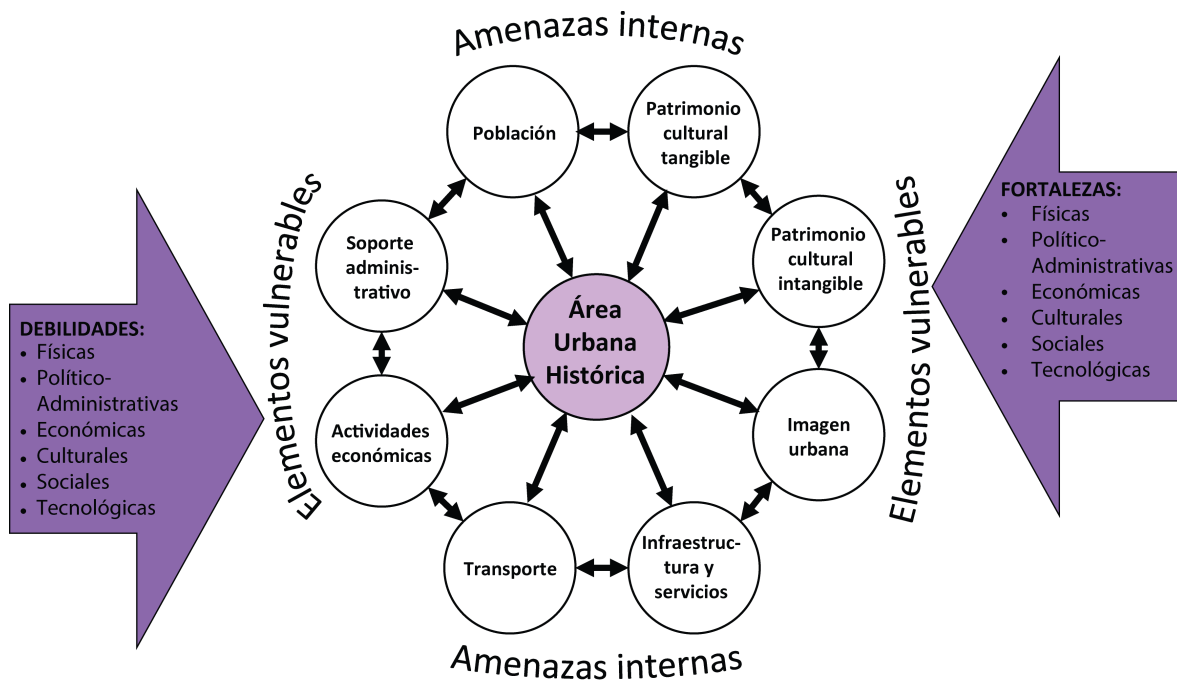 Amenazas internas
Población
Patrimonio
cultural
tangible
Elementos vulnerables
Soporte
adminis-
trativo
Patrimonio
cultural
intangible
Elementos vulnerables
FORTALEZAS:
• Físicas
• Político-
Administrativas
• Económicas
• Culturales
• Sociales
• Tecnológicas
Área
Urbana
Histórica
DEBILIDADES:
• Físicas
• Político-
Administrativas
• Económicas
• Culturales
• Sociales
• Tecnológicas
Actividades
económicas
Imagen
urbana
Transporte
Infraestruc-
tura y
servicios
Amenazas internas